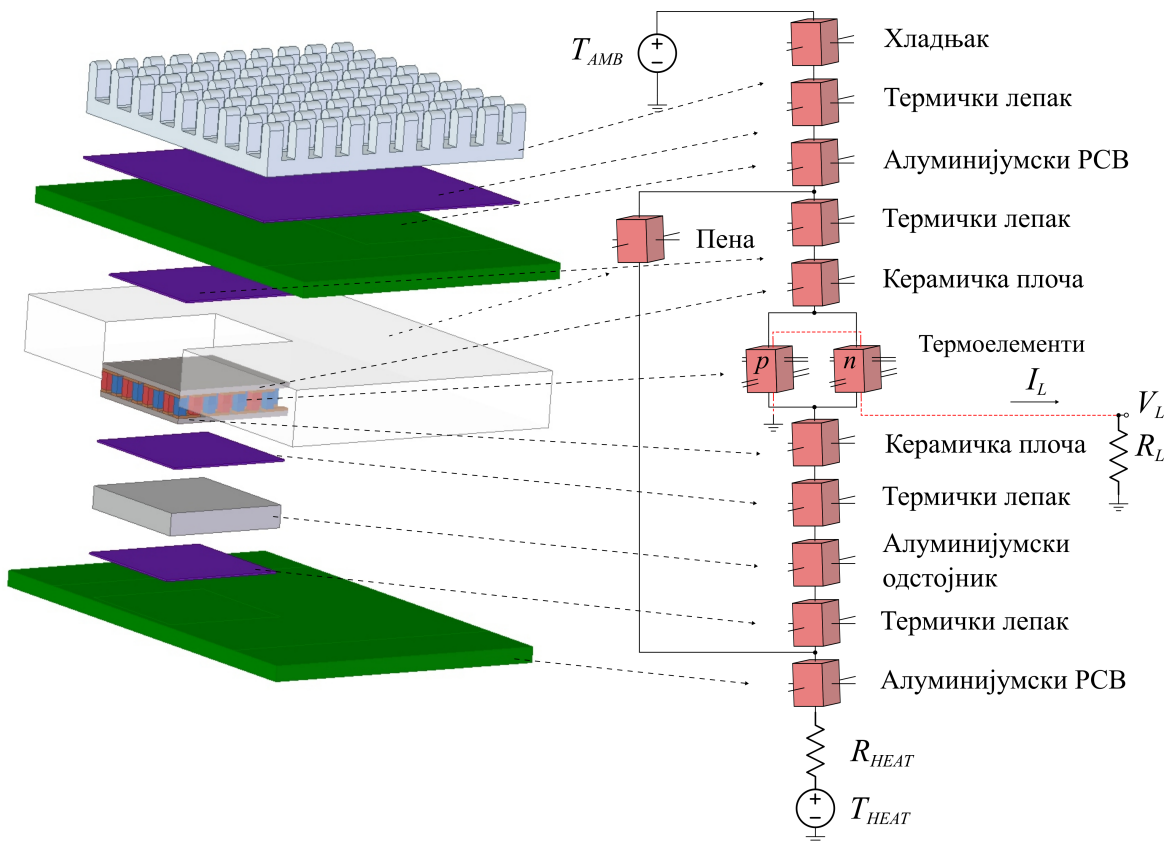 Хладњак
T_AMB
Термички лепак
Алуминијумски PCB
Термички лепак
Пена
Керамичка плоча
Термоелементи
p
n
I_L
V_L
R_L
Керамичка плоча
Термички лепак
Алуминијумски
одстојник
Термички лепак
Алуминијумски PCB
R_HEAT
T_HEAT